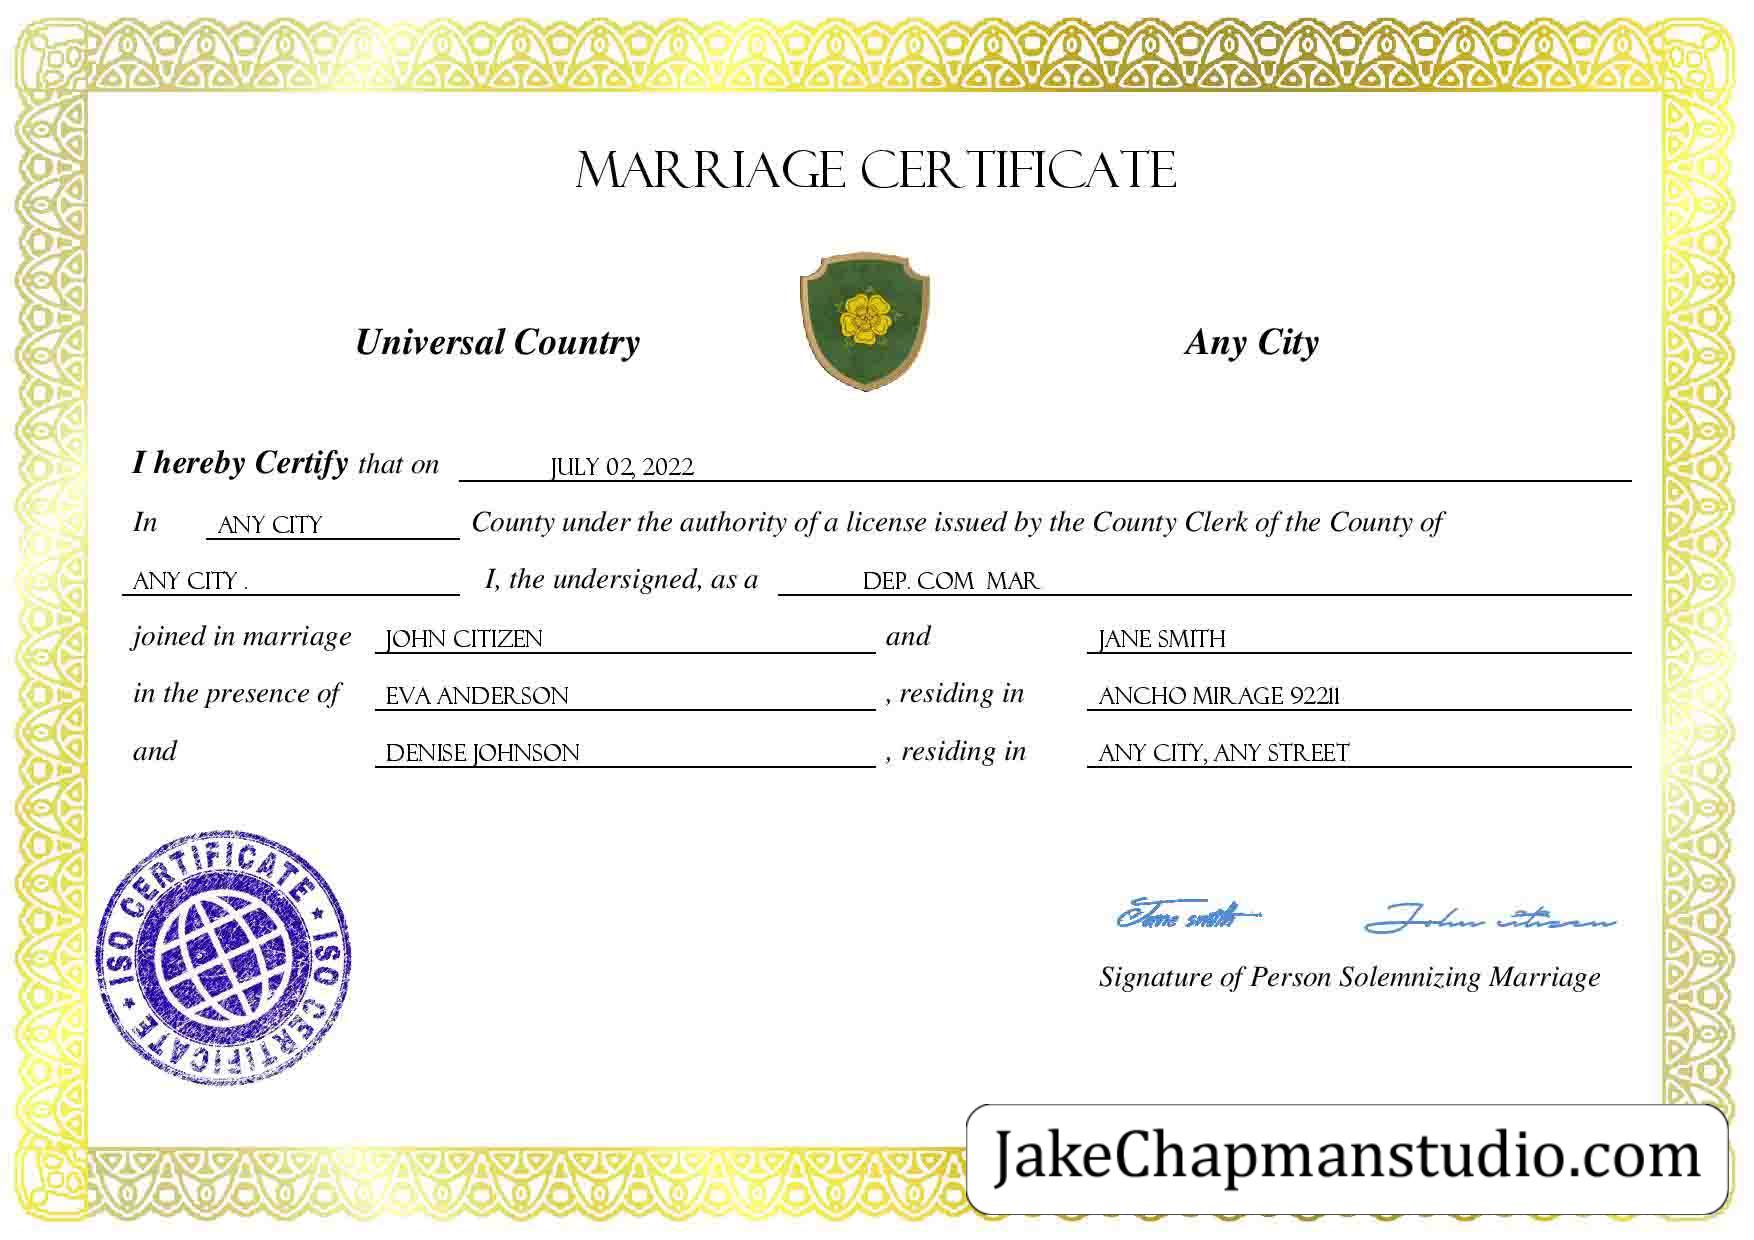 MARRIAGE CERTIFICATE
Universal Country
Any City
I hereby Certify that on JULY 02, 2022
In ANY CITY County under the authority of a license issued by the County Clerk of the County of
ANY CITY . I, the undersigned, as a DEP. COM MAR
joined in marriage JOHN CITIZEN and JANE SMITH
in the presence of EVA ANDERSON , residing in ANCHO MIRAGE 92211
and DENISE JOHNSON , residing in ANY CITY, ANY STREET
ISO CERTIFICATE ★ ISO CERTIFICATE ★
Jane smith John citizen
Signature of Person Solemnizing Marriage
JakeChapmanstudio.com